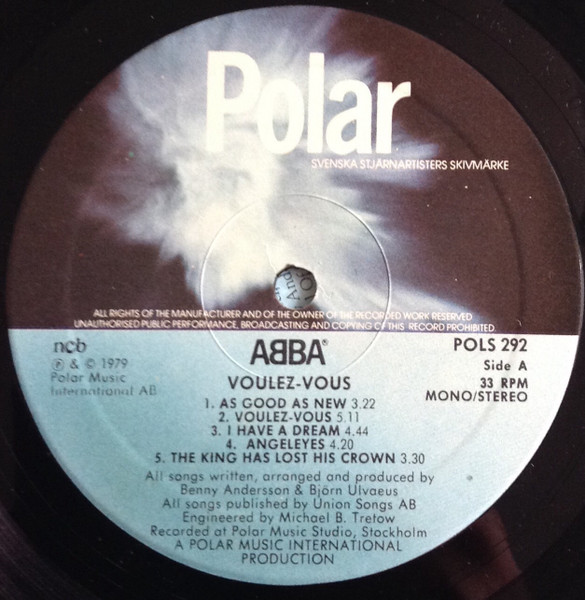 Polar
SVENSKA STJÄRNARTISTERS SKIVMÄRKE
ALL RIGHTS OF THE MANUFACTURER AND OF THE OWNER OF THE RECORDED WORK RESERVED
UNAUTHORISED PUBLIC PERFORMANCE, BROADCASTING AND COPYING OF THIS RECORD PROHIBITED.
ncb
℗ & © 1979
Polar Music
International AB
ABBA®
VOULEZ-VOUS
POLS 292
Side A
33 RPM
MONO/STEREO
1. AS GOOD AS NEW 3.22
2. VOULEZ-VOUS 5.11
3. I HAVE A DREAM 4.44
4. ANGELEYES 4.20
5. THE KING HAS LOST HIS CROWN 3.30
All songs written, arranged and produced by
Benny Andersson & Björn Ulvaeus
All songs published by Union Songs AB
Engineered by Michael B. Tretow
Recorded at Polar Music Studio, Stockholm
A POLAR MUSIC INTERNATIONAL
PRODUCTION